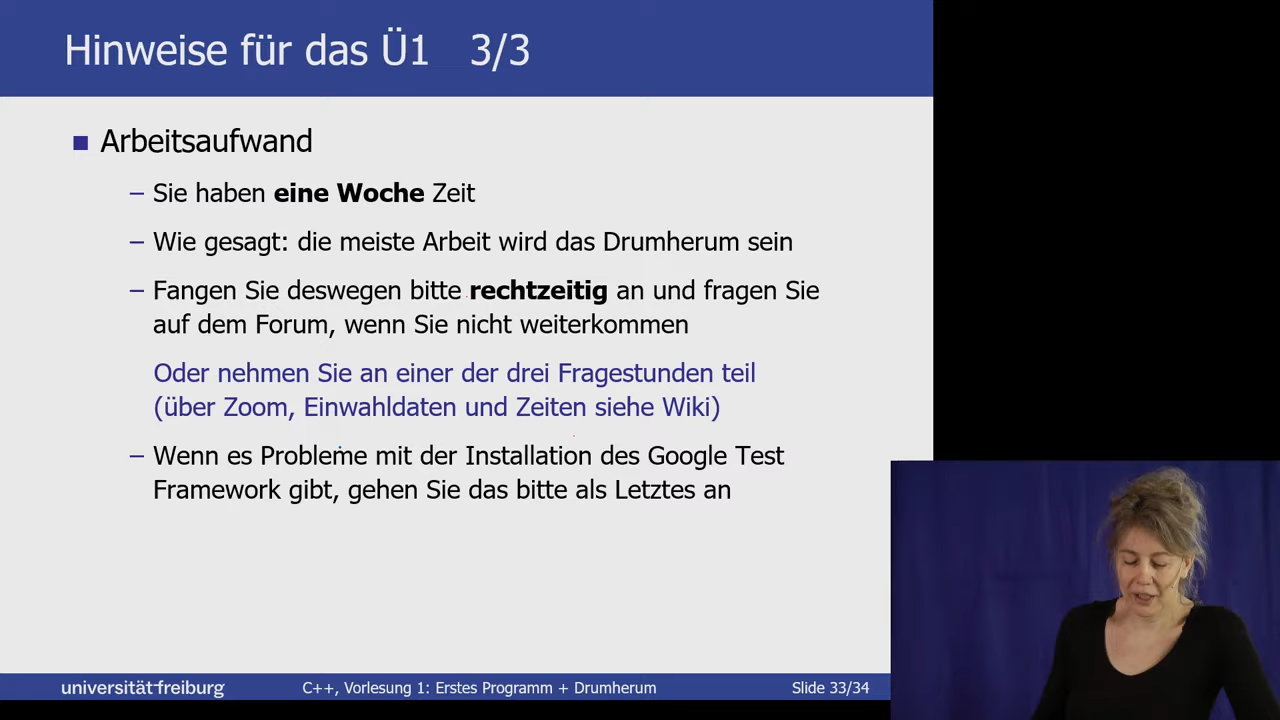 Hinweise für das Ü1 3/3
Arbeitsaufwand
– Sie haben eine Woche Zeit
– Wie gesagt: die meiste Arbeit wird das Drumherum sein
– Fangen Sie deswegen bitte rechtzeitig an und fragen Sie
auf dem Forum, wenn Sie nicht weiterkommen
Oder nehmen Sie an einer der drei Fragestunden teil
(über Zoom, Einwahldaten und Zeiten siehe Wiki)
– Wenn es Probleme mit der Installation des Google Test
Framework gibt, gehen Sie das bitte als Letztes an
universität freiburg
C++, Vorlesung 1: Erstes Programm + Drumherum
Slide 33/34